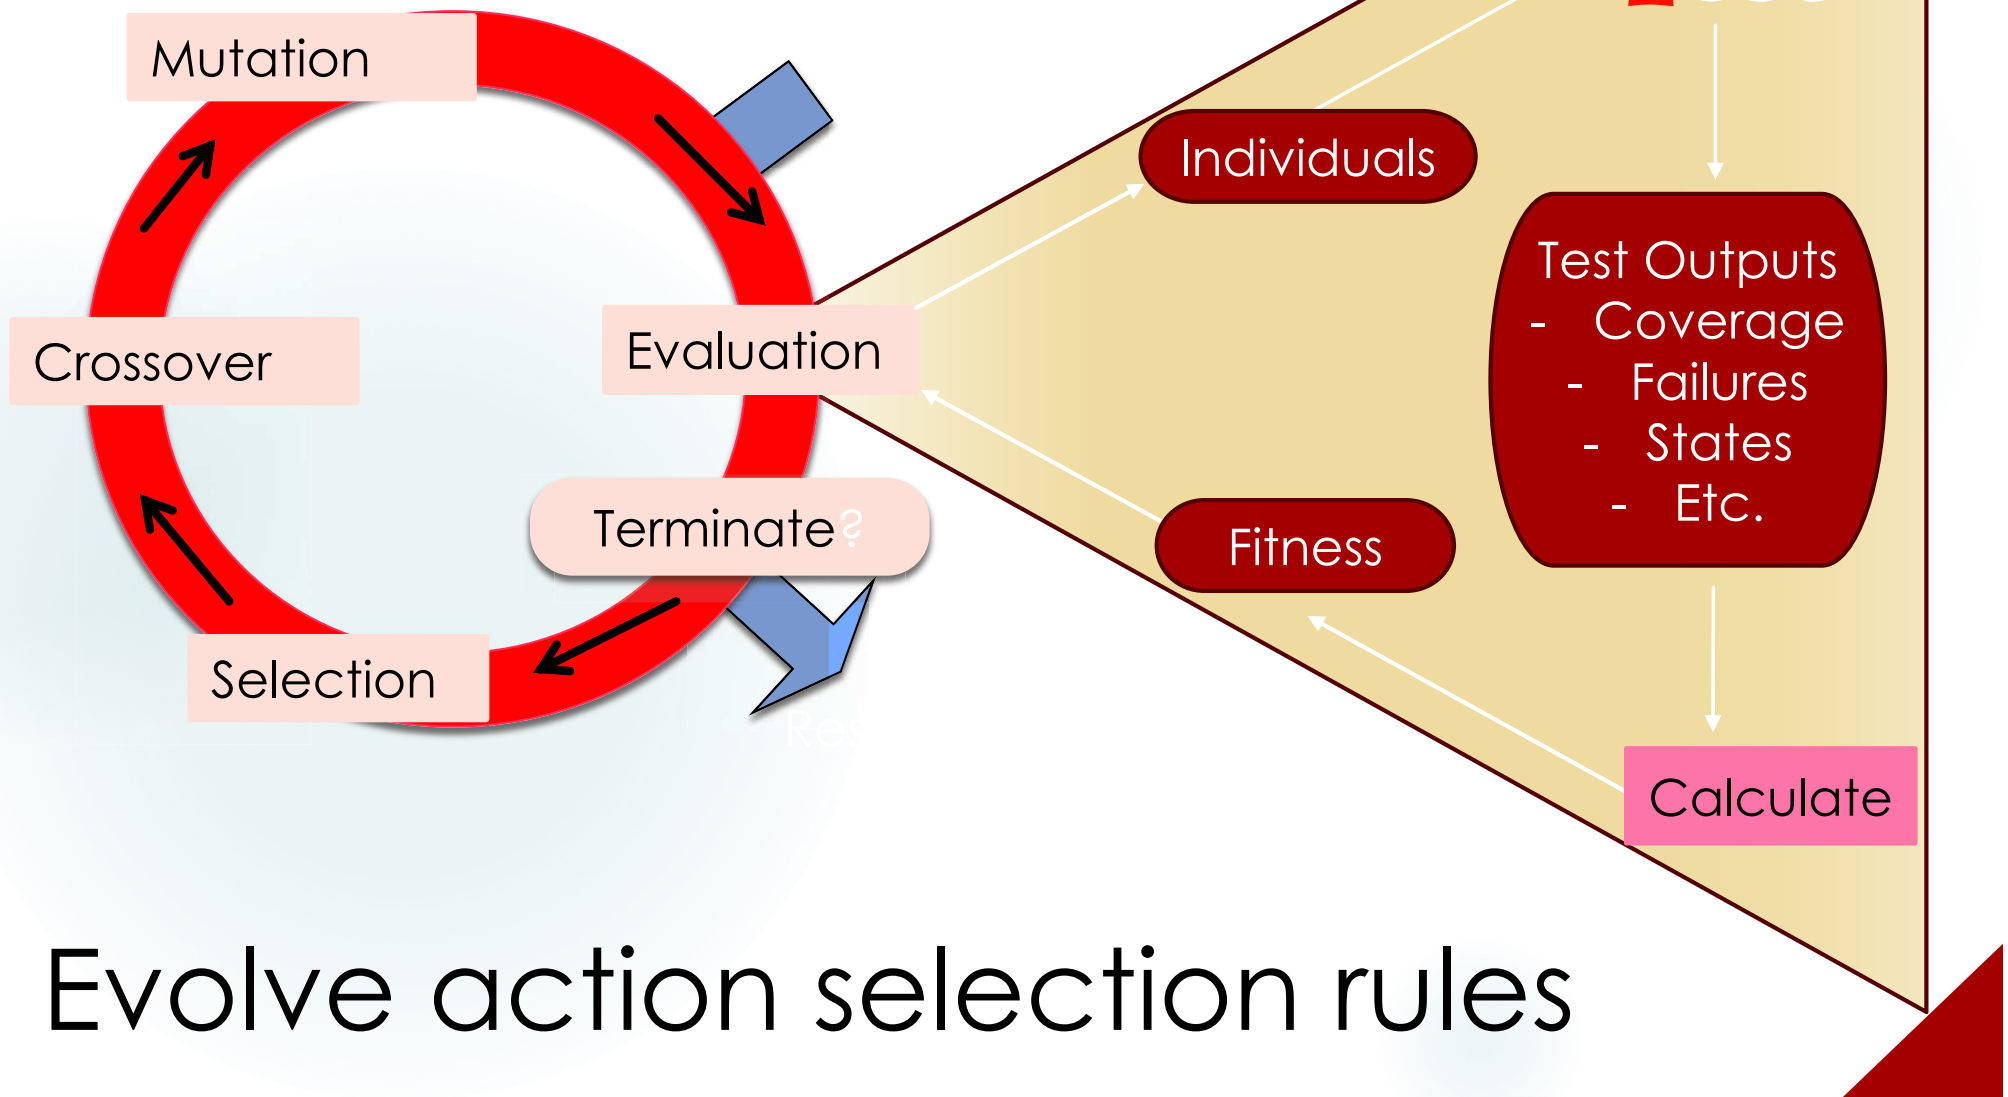 Mutation
Individuals
Test Outputs
- Coverage
- Failures
- States
- Etc.
Evaluation
Crossover
Terminate?
Fitness
Selection
Calculate
Evolve action selection rules